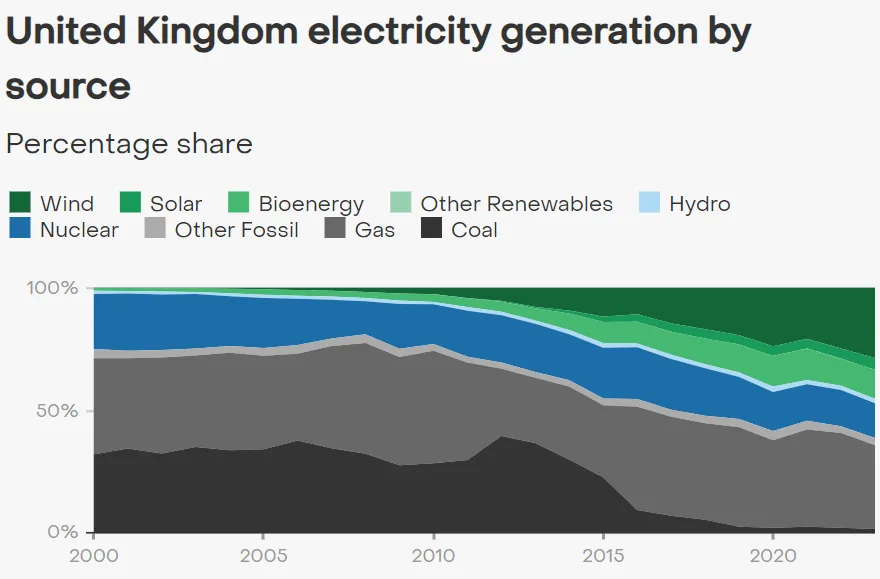 United Kingdom electricity generation by
source
Percentage share
Wind Solar Bioenergy Other Renewables Hydro
Nuclear Other Fossil Gas Coal
100%
50%
0%
2000 2005 2010 2015 2020